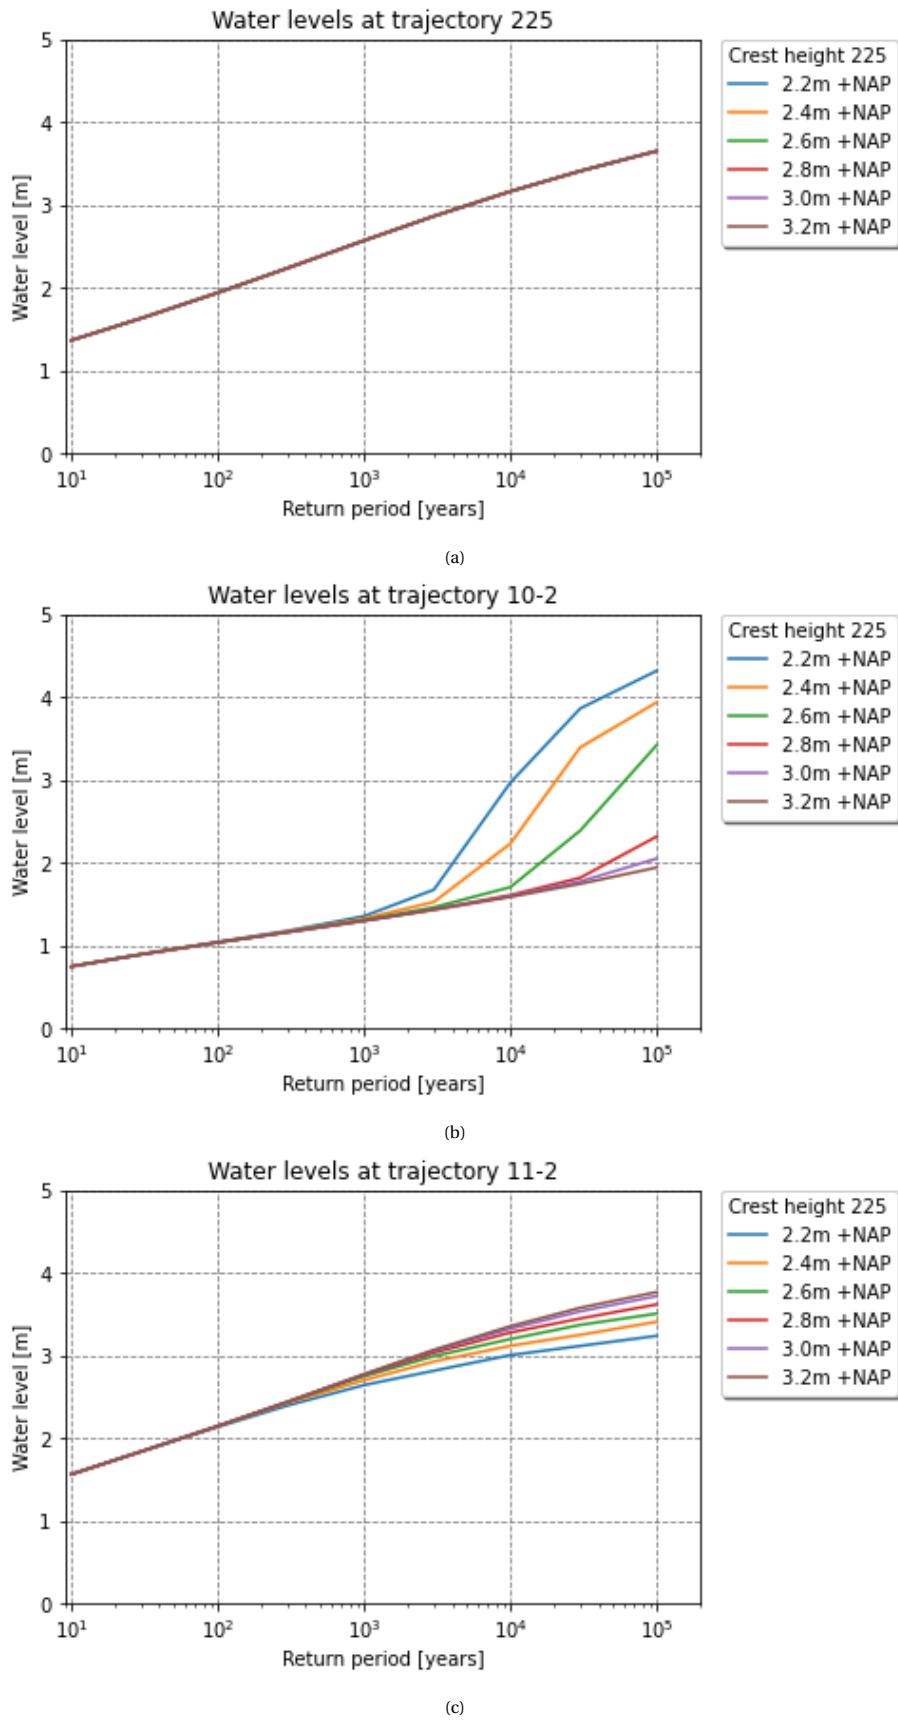 Water levels at trajectory 225
5
4
3
2
1
0
Water level [m]
10¹ 10² 10³ 10⁴ 10⁵
Return period [years]
Crest height 225
2.2m +NAP
2.4m +NAP
2.6m +NAP
2.8m +NAP
3.0m +NAP
3.2m +NAP
(a)
Water levels at trajectory 10-2
5
4
3
2
1
0
Water level [m]
10¹ 10² 10³ 10⁴ 10⁵
Return period [years]
Crest height 225
2.2m +NAP
2.4m +NAP
2.6m +NAP
2.8m +NAP
3.0m +NAP
3.2m +NAP
(b)
Water levels at trajectory 11-2
5
4
3
2
1
0
Water level [m]
10¹ 10² 10³ 10⁴ 10⁵
Return period [years]
Crest height 225
2.2m +NAP
2.4m +NAP
2.6m +NAP
2.8m +NAP
3.0m +NAP
3.2m +NAP
(c)